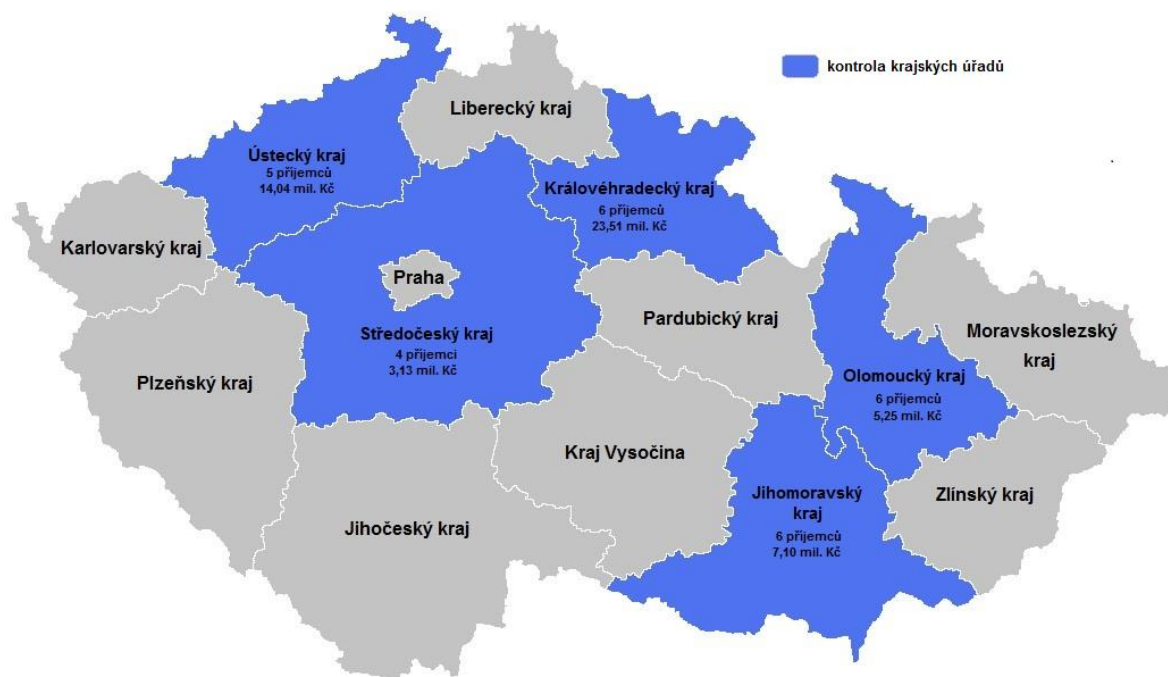 kontrola krajských úřadů
Liberecký kraj
Ústecký kraj
5 příjemců
14,04 mil. Kč
Královéhradecký kraj
6 příjemců
23,51 mil. Kč
Karlovarský kraj
Praha
Středočeský kraj
4 příjemci
3,13 mil. Kč
Pardubický kraj
Moravskoslezský
kraj
Plzeňský kraj
Olomoucký kraj
6 příjemců
5,25 mil. Kč
Kraj Vysočina
Jihomoravský
kraj
6 příjemců
7,10 mil. Kč
Zlínský kraj
Jihočeský kraj